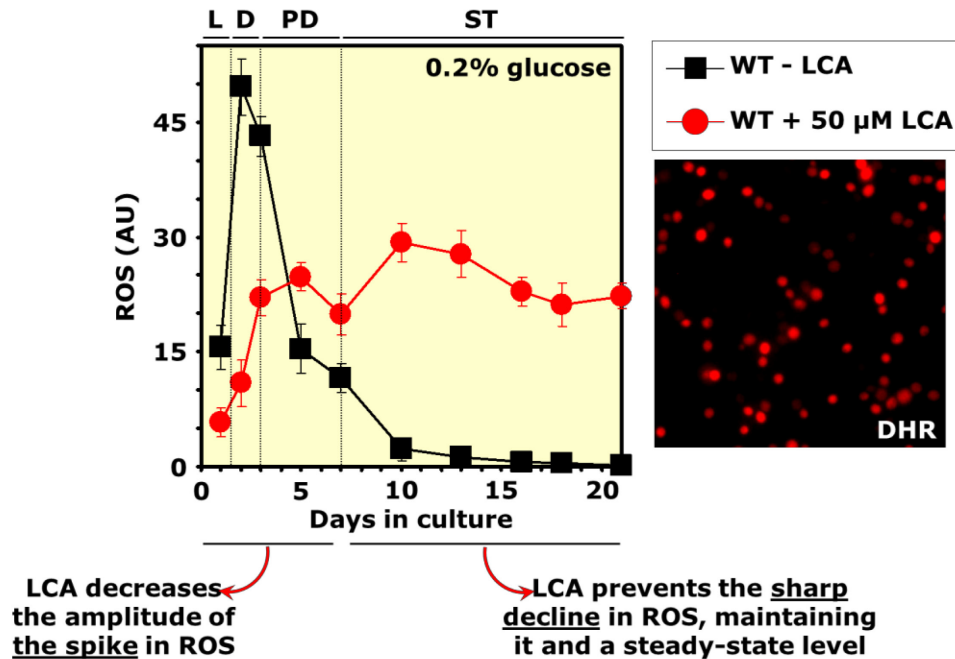 L D PD ST
0.2% glucose
WT - LCA
WT + 50 µM LCA
ROS (AU)
45
30
15
0
0 5 10 15 20
Days in culture
DHR
LCA decreases
the amplitude of
the spike in ROS
LCA prevents the sharp
decline in ROS, maintaining
it and a steady-state level